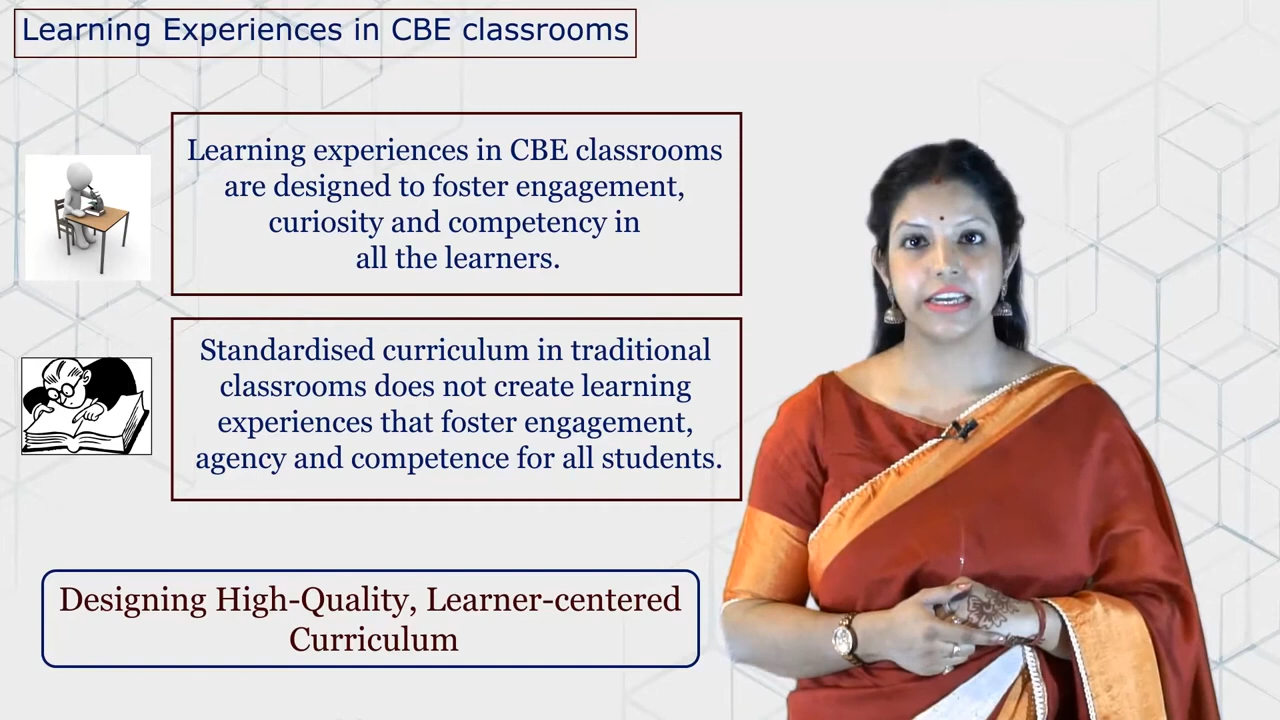 Learning Experiences in CBE classrooms
Learning experiences in CBE classrooms
are designed to foster engagement,
curiosity and competency in
all the learners.
Standardised curriculum in traditional
classrooms does not create learning
experiences that foster engagement,
agency and competence for all students.
Designing High-Quality, Learner-centered
Curriculum